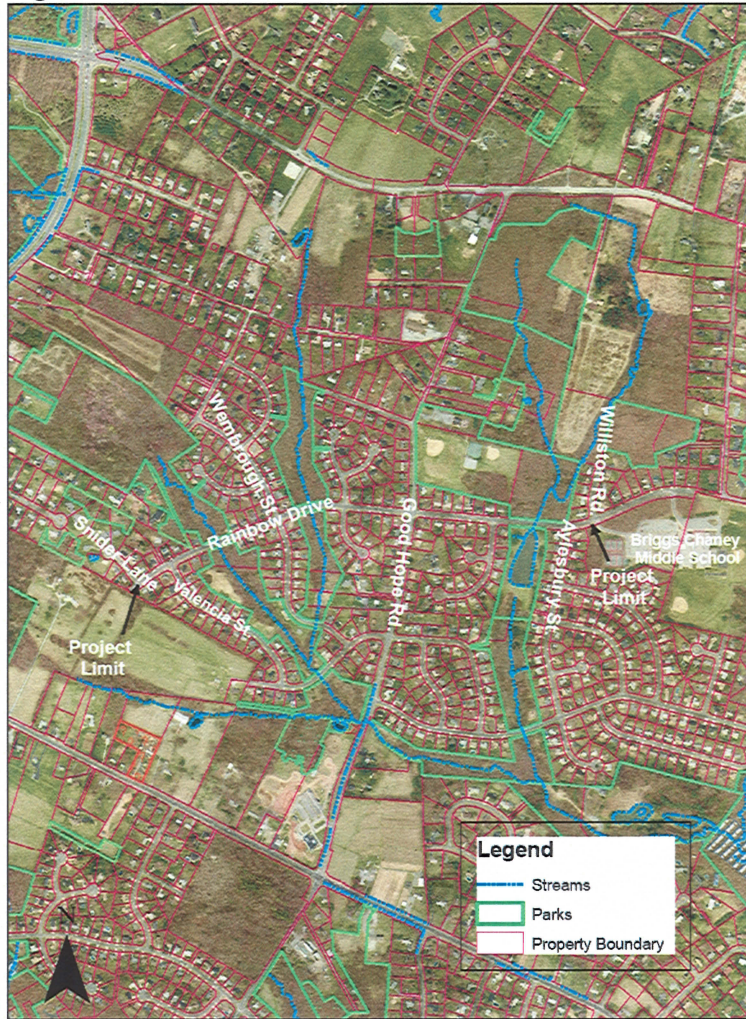 Wembrough St.
Rainbow Drive
Snider Lane
Valencia St.
Project
Limit
Good Hope Rd
Williston Rd
Aylesbury St.
Briggs Chaney
Middle School
Project
Limit
N
Legend
Streams
Parks
Property Boundary